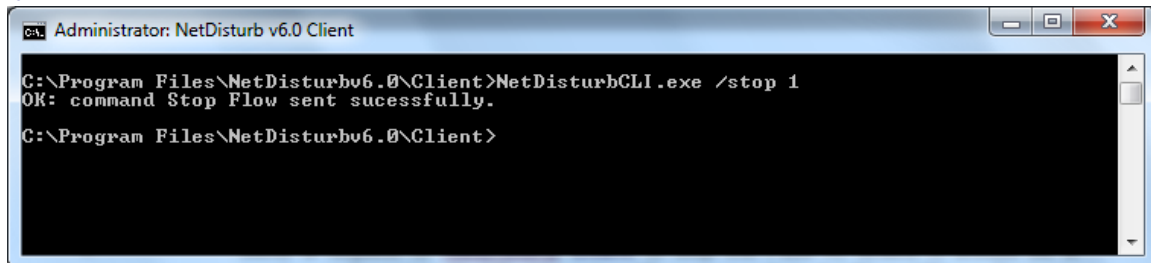 Administrator: NetDisturb v6.0 Client
C:\Program Files\NetDisturbv6.0\Client>NetDisturbCLI.exe /stop 1
OK: command Stop Flow sent sucessfully.
C:\Program Files\NetDisturbv6.0\Client>